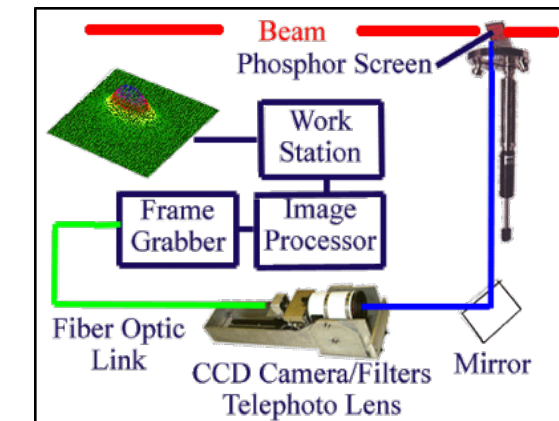 Beam
Phosphor Screen
Work
Station
Frame
Grabber
Image
Processor
Fiber Optic
Link
CCD Camera/Filters
Telephoto Lens
Mirror